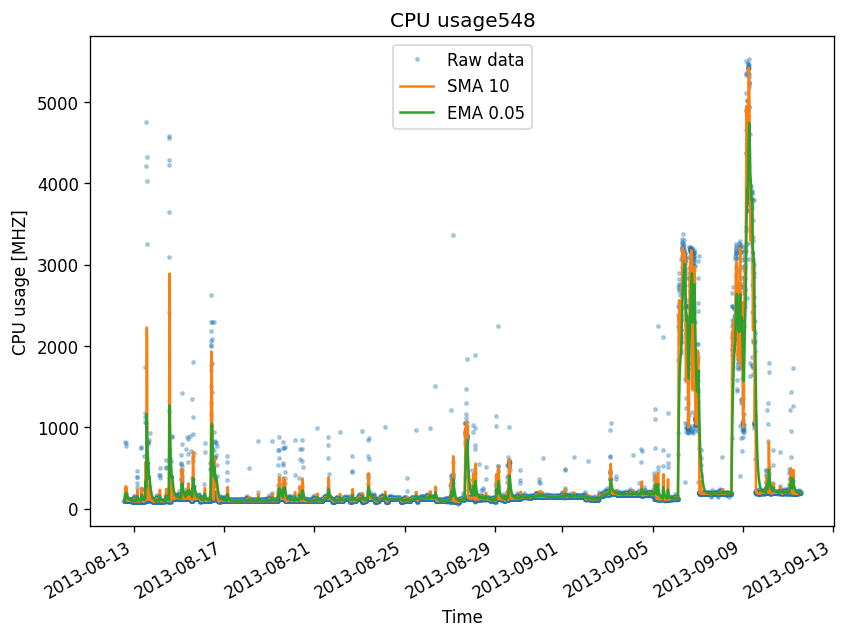 CPU usage548
Raw data
SMA 10
EMA 0.05
CPU usage [MHZ]
5000
4000
3000
2000
1000
0
2013-08-13
2013-08-17
2013-08-21
2013-08-25
2013-08-29
2013-09-01
2013-09-05
2013-09-09
2013-09-13
Time